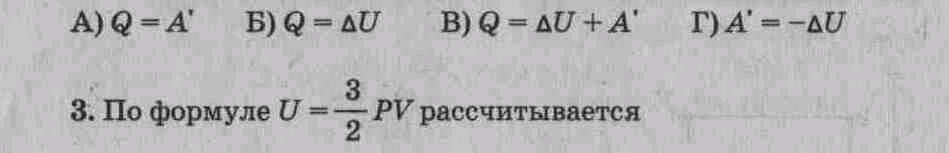 А) Q = A' Б) Q = ΔU В) Q = ΔU + A' Г) A' = −ΔU
3. По формуле U = 3/2 PV рассчитывается